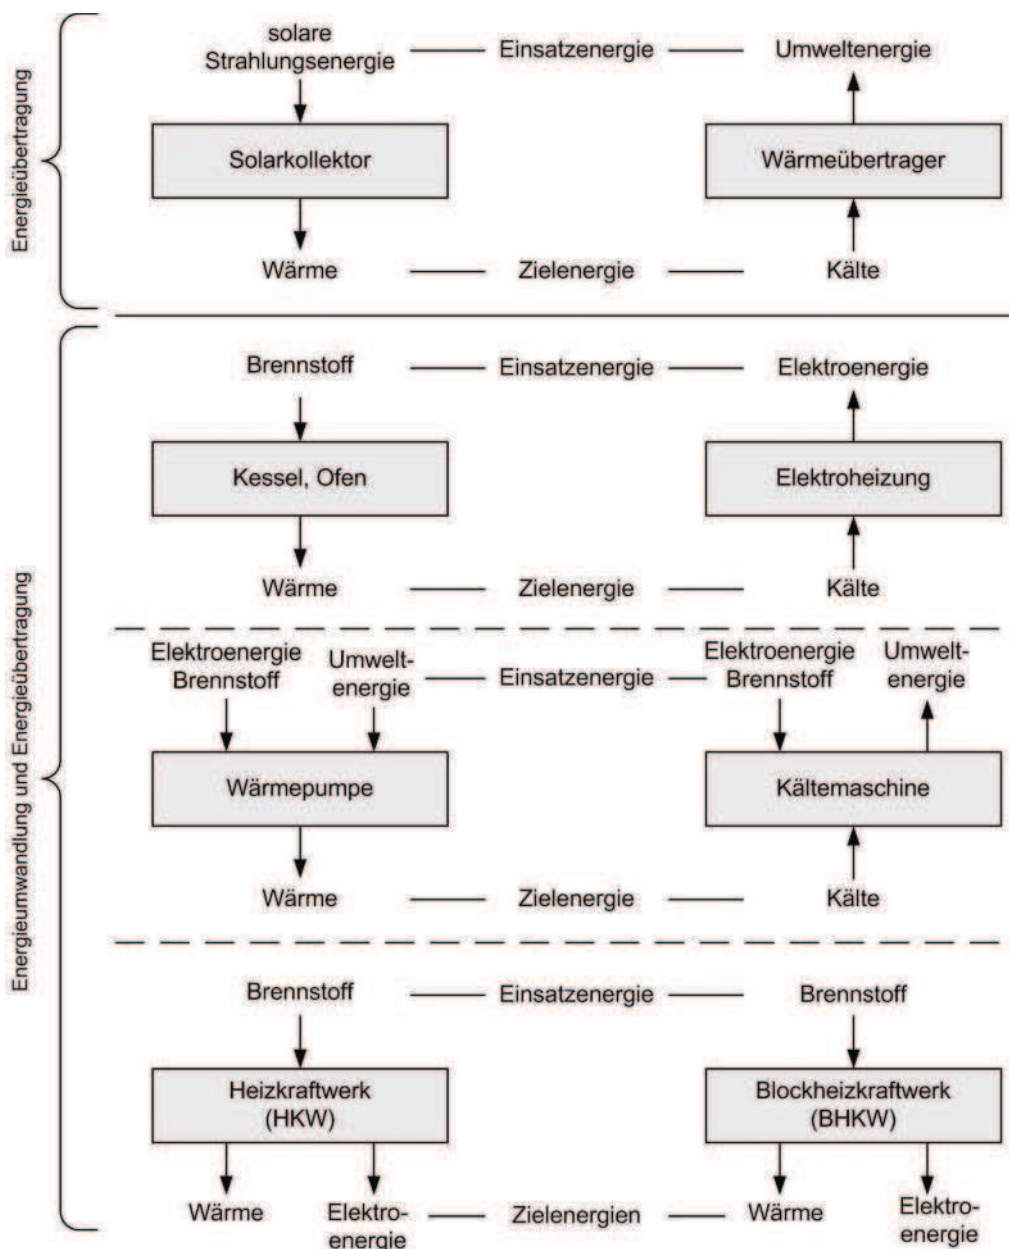 Energieübertragung
solare
Strahlungsenergie
Einsatzenergie
Umweltenergie
Solarkollektor
Wärmeübertrager
Wärme
Zielenergie
Kälte
Energieumwandlung und Energieübertragung
Brennstoff
Einsatzenergie
Elektroenergie
Kessel, Ofen
Elektroheizung
Wärme
Zielenergie
Kälte
Elektroenergie
Brennstoff
Umwelt-
energie
Einsatzenergie
Elektroenergie
Brennstoff
Umwelt-
energie
Wärmepumpe
Kältemaschine
Wärme
Zielenergie
Kälte
Brennstoff
Einsatzenergie
Brennstoff
Heizkraftwerk
(HKW)
Blockheizkraftwerk
(BHKW)
Wärme
Elektro-
energie
Zielenergien
Wärme
Elektro-
energie